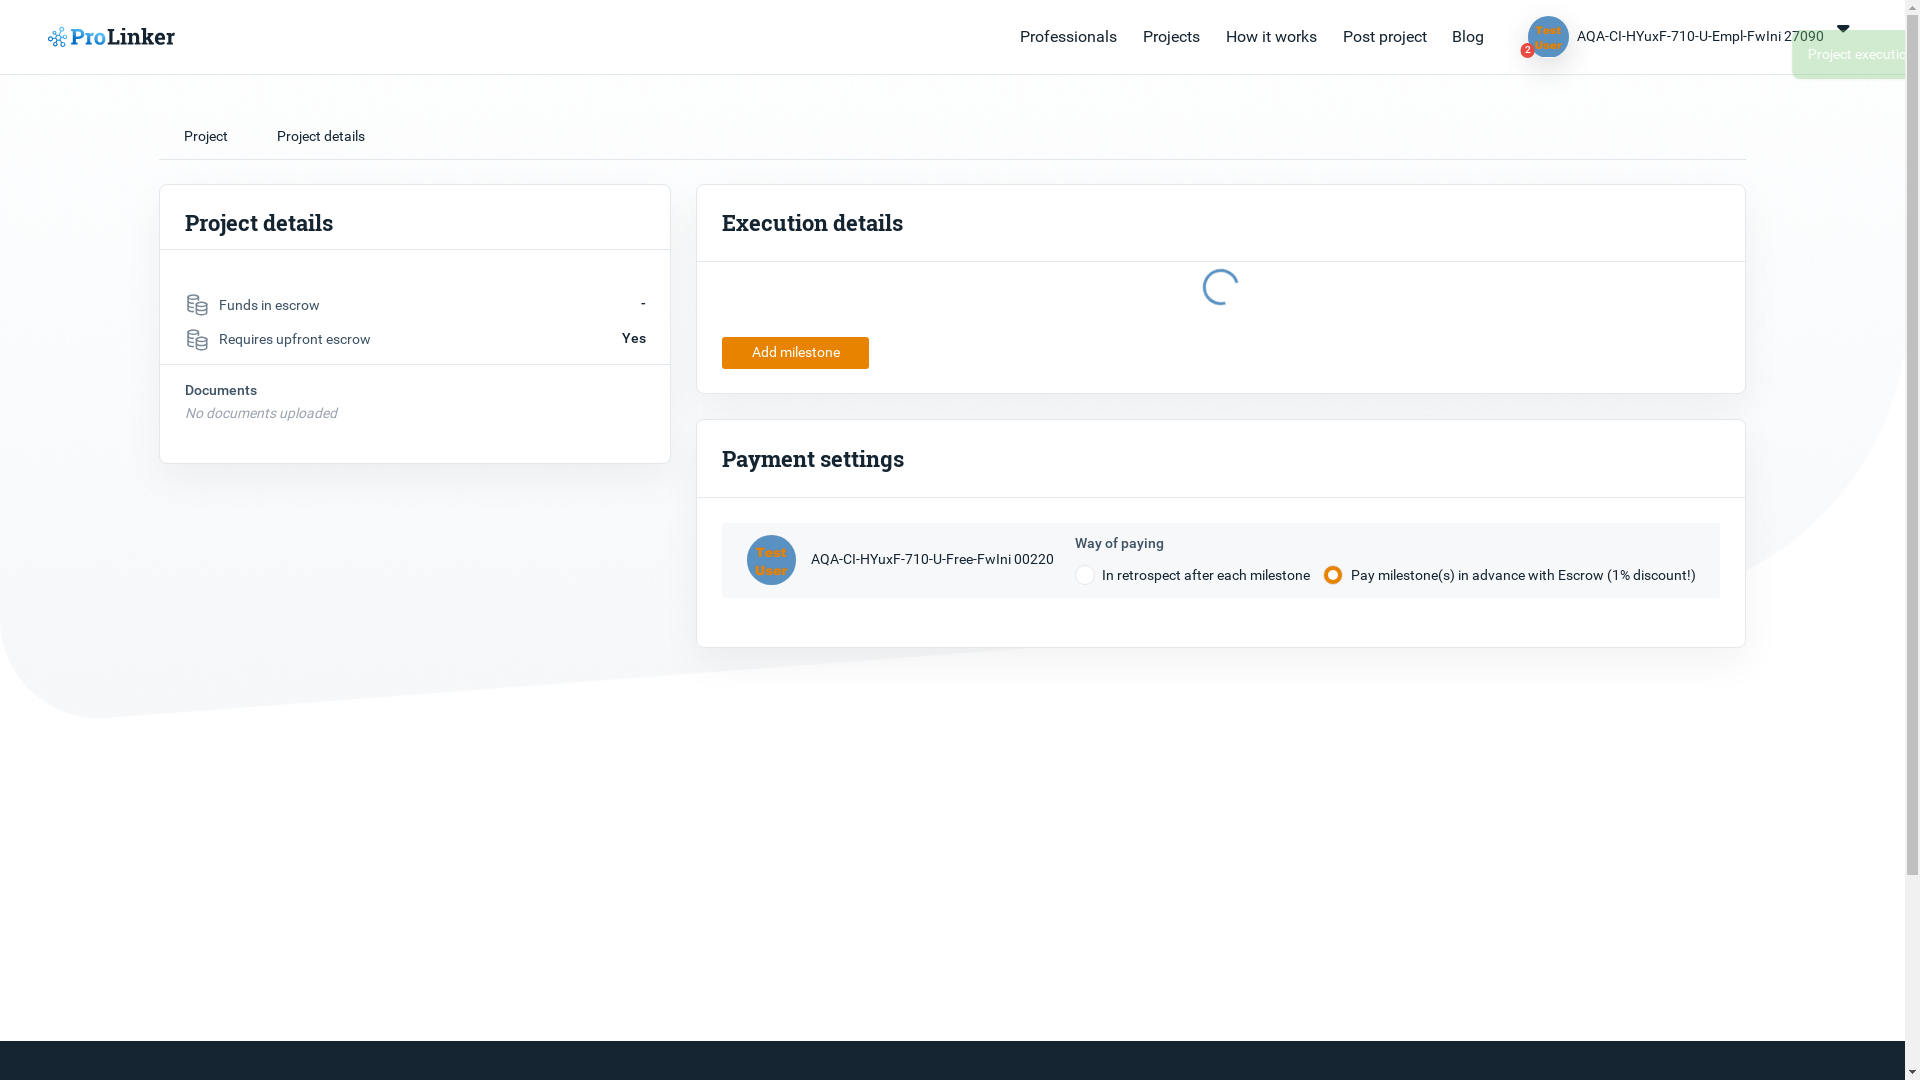 ProLinker
Professionals
Projects
How it works
Post project
Blog
Test
User
2
AQA-CI-HYuxF-710-U-Empl-FwIni 27090
Project
Project details
Project details
Funds in escrow
-
Requires upfront escrow
Yes
Documents
No documents uploaded
Execution details
Add milestone
Payment settings
Test
User
AQA-CI-HYuxF-710-U-Free-FwIni 00220
Way of paying
In retrospect after each milestone
Pay milestone(s) in advance with Escrow (1% discount!)